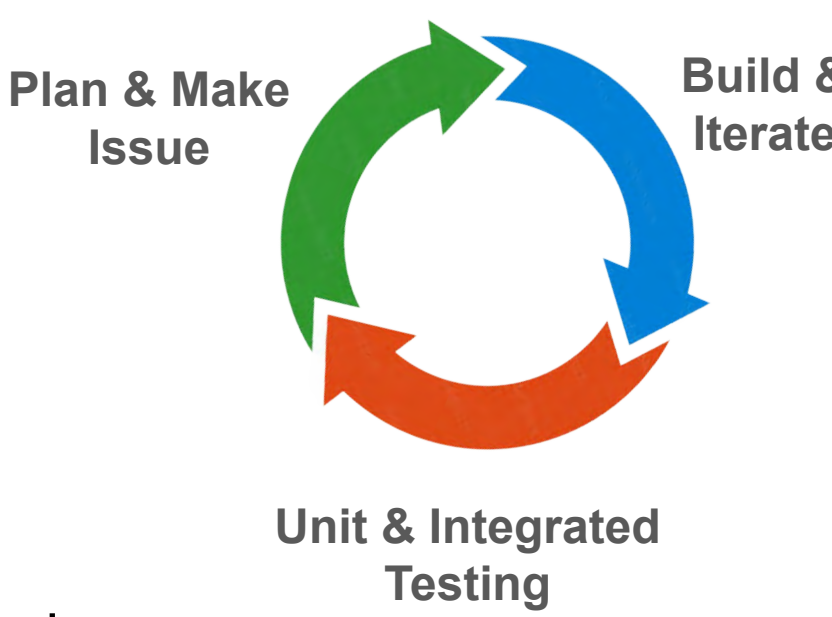 Plan & Make
Issue
Build &
Iterate
Unit & Integrated
Testing